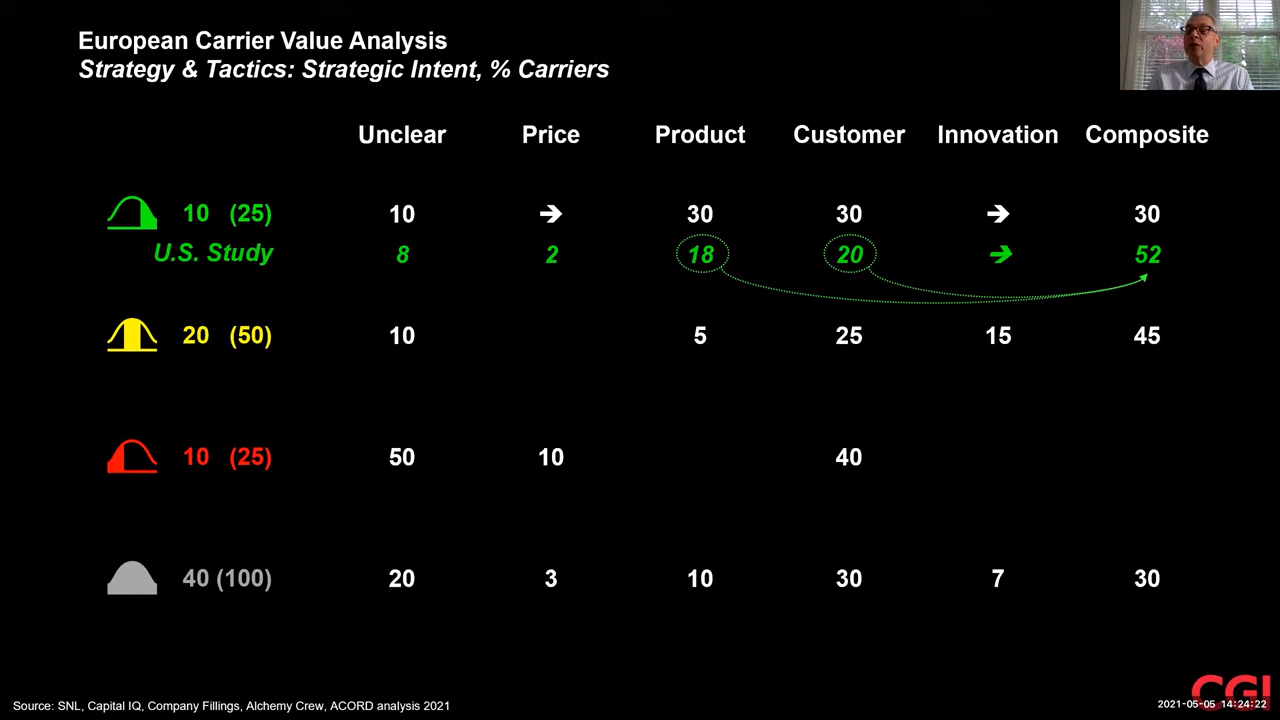 European Carrier Value Analysis
Strategy & Tactics: Strategic Intent, % Carriers
Unclear Price Product Customer Innovation Composite
10 (25) 10 ➔ 30 30 ➔ 30
U.S. Study 8 2 18 20 ➔ 52
20 (50) 10 5 25 15 45
10 (25) 50 10 40
40 (100) 20 3 10 30 7 30
CGI
Source: SNL, Capital IQ, Company Fillings, Alchemy Crew, ACORD analysis 2021
2021-05-05 14:24:22